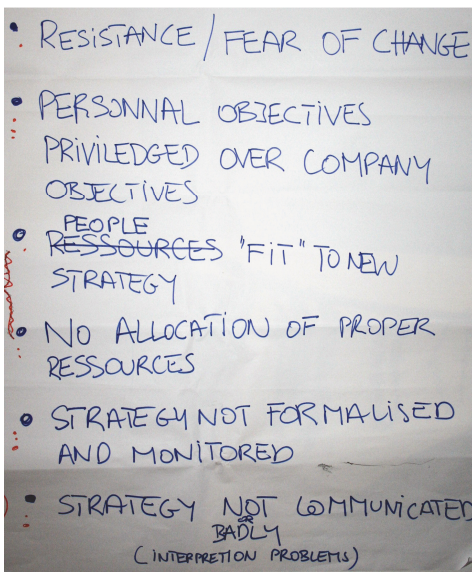 • RESISTANCE / FEAR OF CHANGE
• PERSONNAL OBJECTIVES
PRIVILEDGED OVER COMPANY
OBJECTIVES
PEOPLE
• RESSOURCES "FIT" TO NEW
STRATEGY
• NO ALLOCATION OF PROPER
RESSOURCES
• STRATEGY NOT FORMALISED
AND MONITORED
• STRATEGY NOT COMMUNICATED
or
BADLY
(INTERPRETION PROBLEMS)